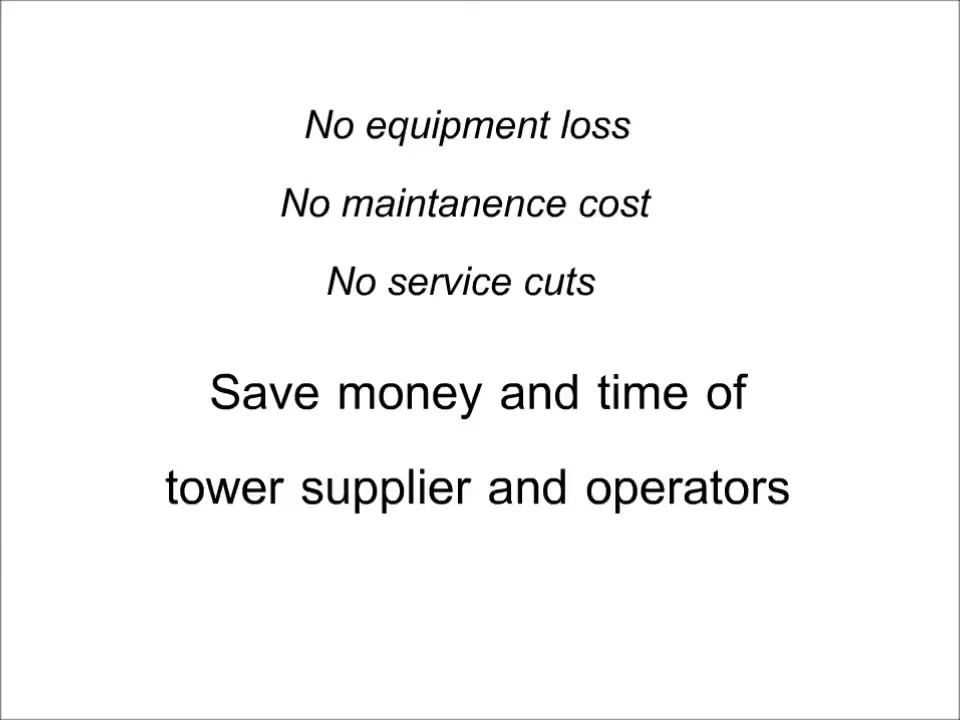 No equipment loss
No maintanence cost
No service cuts
Save money and time of
tower supplier and operators